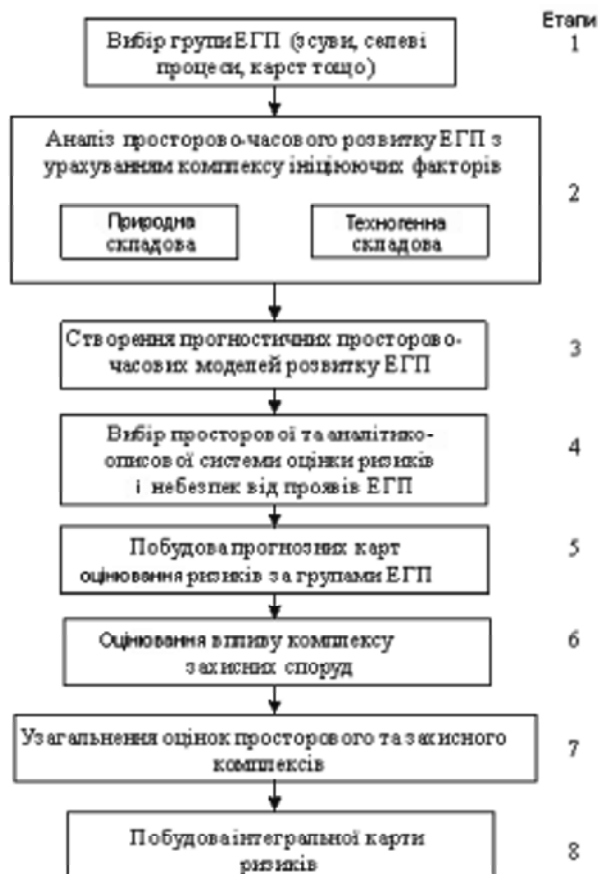 Етапи
Вибір групи ЕГП (зсуви, селеві
процеси, карст тощо)
1
Аналіз просторово-часового розвитку ЕГП з
урахуванням комплексу ініціюючих факторів
Природна
складова
Техногенна
складова
2
Створення прогностичних просторово-
часових моделей розвитку ЕГП
3
Вибір просторової та аналітико-
описової системи оцінки ризиків
і небезпек від проявів ЕГП
4
Побудова прогнозних карт
оцінювання ризиків за групами ЕГП
5
Оцінювання впливу комплексу
захисних споруд
6
Узагальнення оцінок просторового та захисного
комплексів
7
Побудова інтегральної карти
ризиків
8